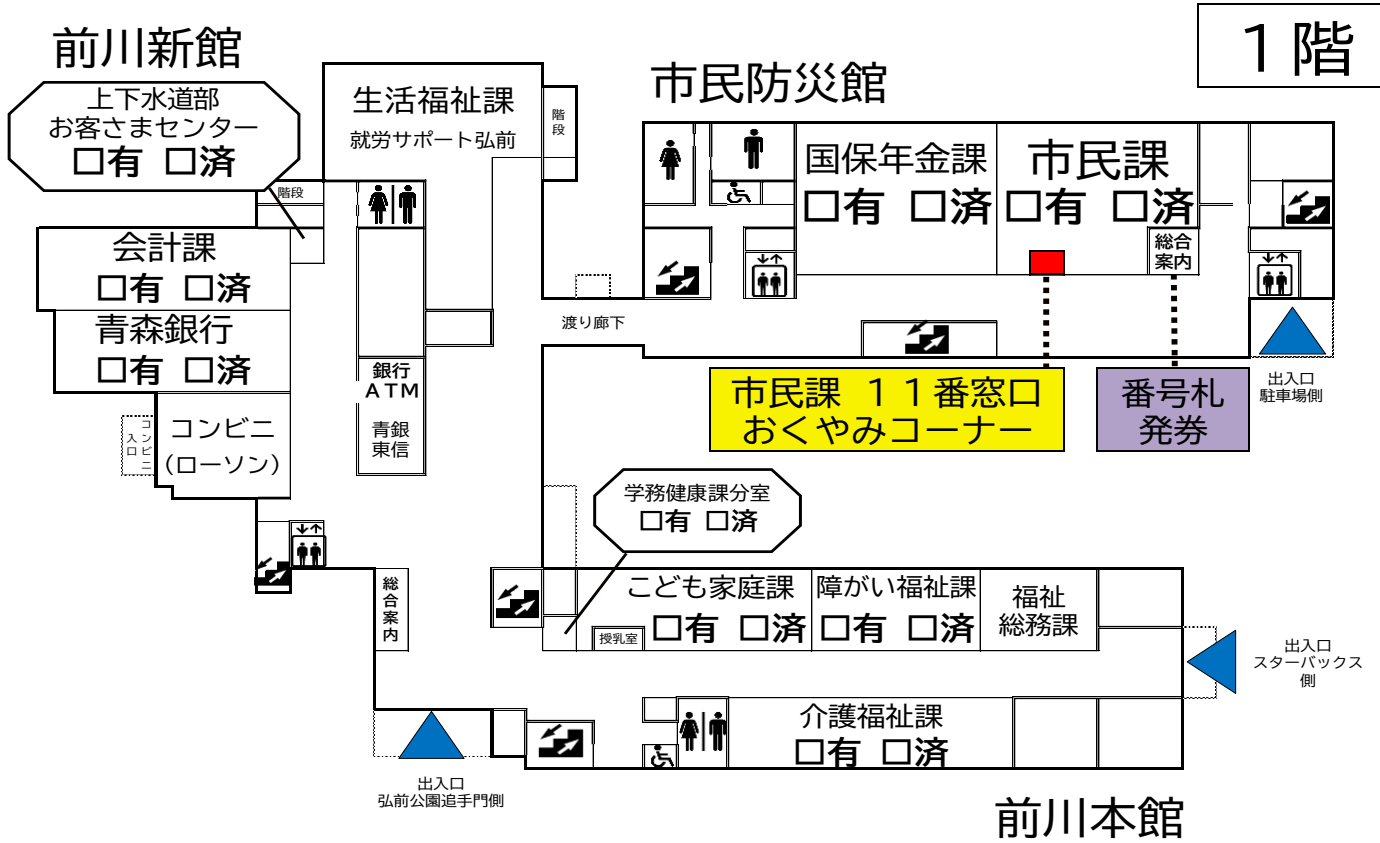 １階
前川新館
上下水道部
お客さまセンター
□有 □済
生活福祉課
就労サポート弘前
階段
市民防災館
国保年金課
□有 □済
市民課
□有 □済
総合
案内
階段
会計課
□有 □済
青森銀行
□有 □済
渡り廊下
銀行
ＡＴＭ
青銀
東信
コンビニ
入口
コンビニ
（ローソン）
市民課 １１番窓口
おくやみコーナー
番号札
発券
出入口
駐車場側
学務健康課分室
□有 □済
総合案内
こども家庭課
□有 □済
授乳室
障がい福祉課
□有 □済
福祉
総務課
出入口
スターバックス
側
介護福祉課
□有 □済
出入口
弘前公園追手門側
前川本館